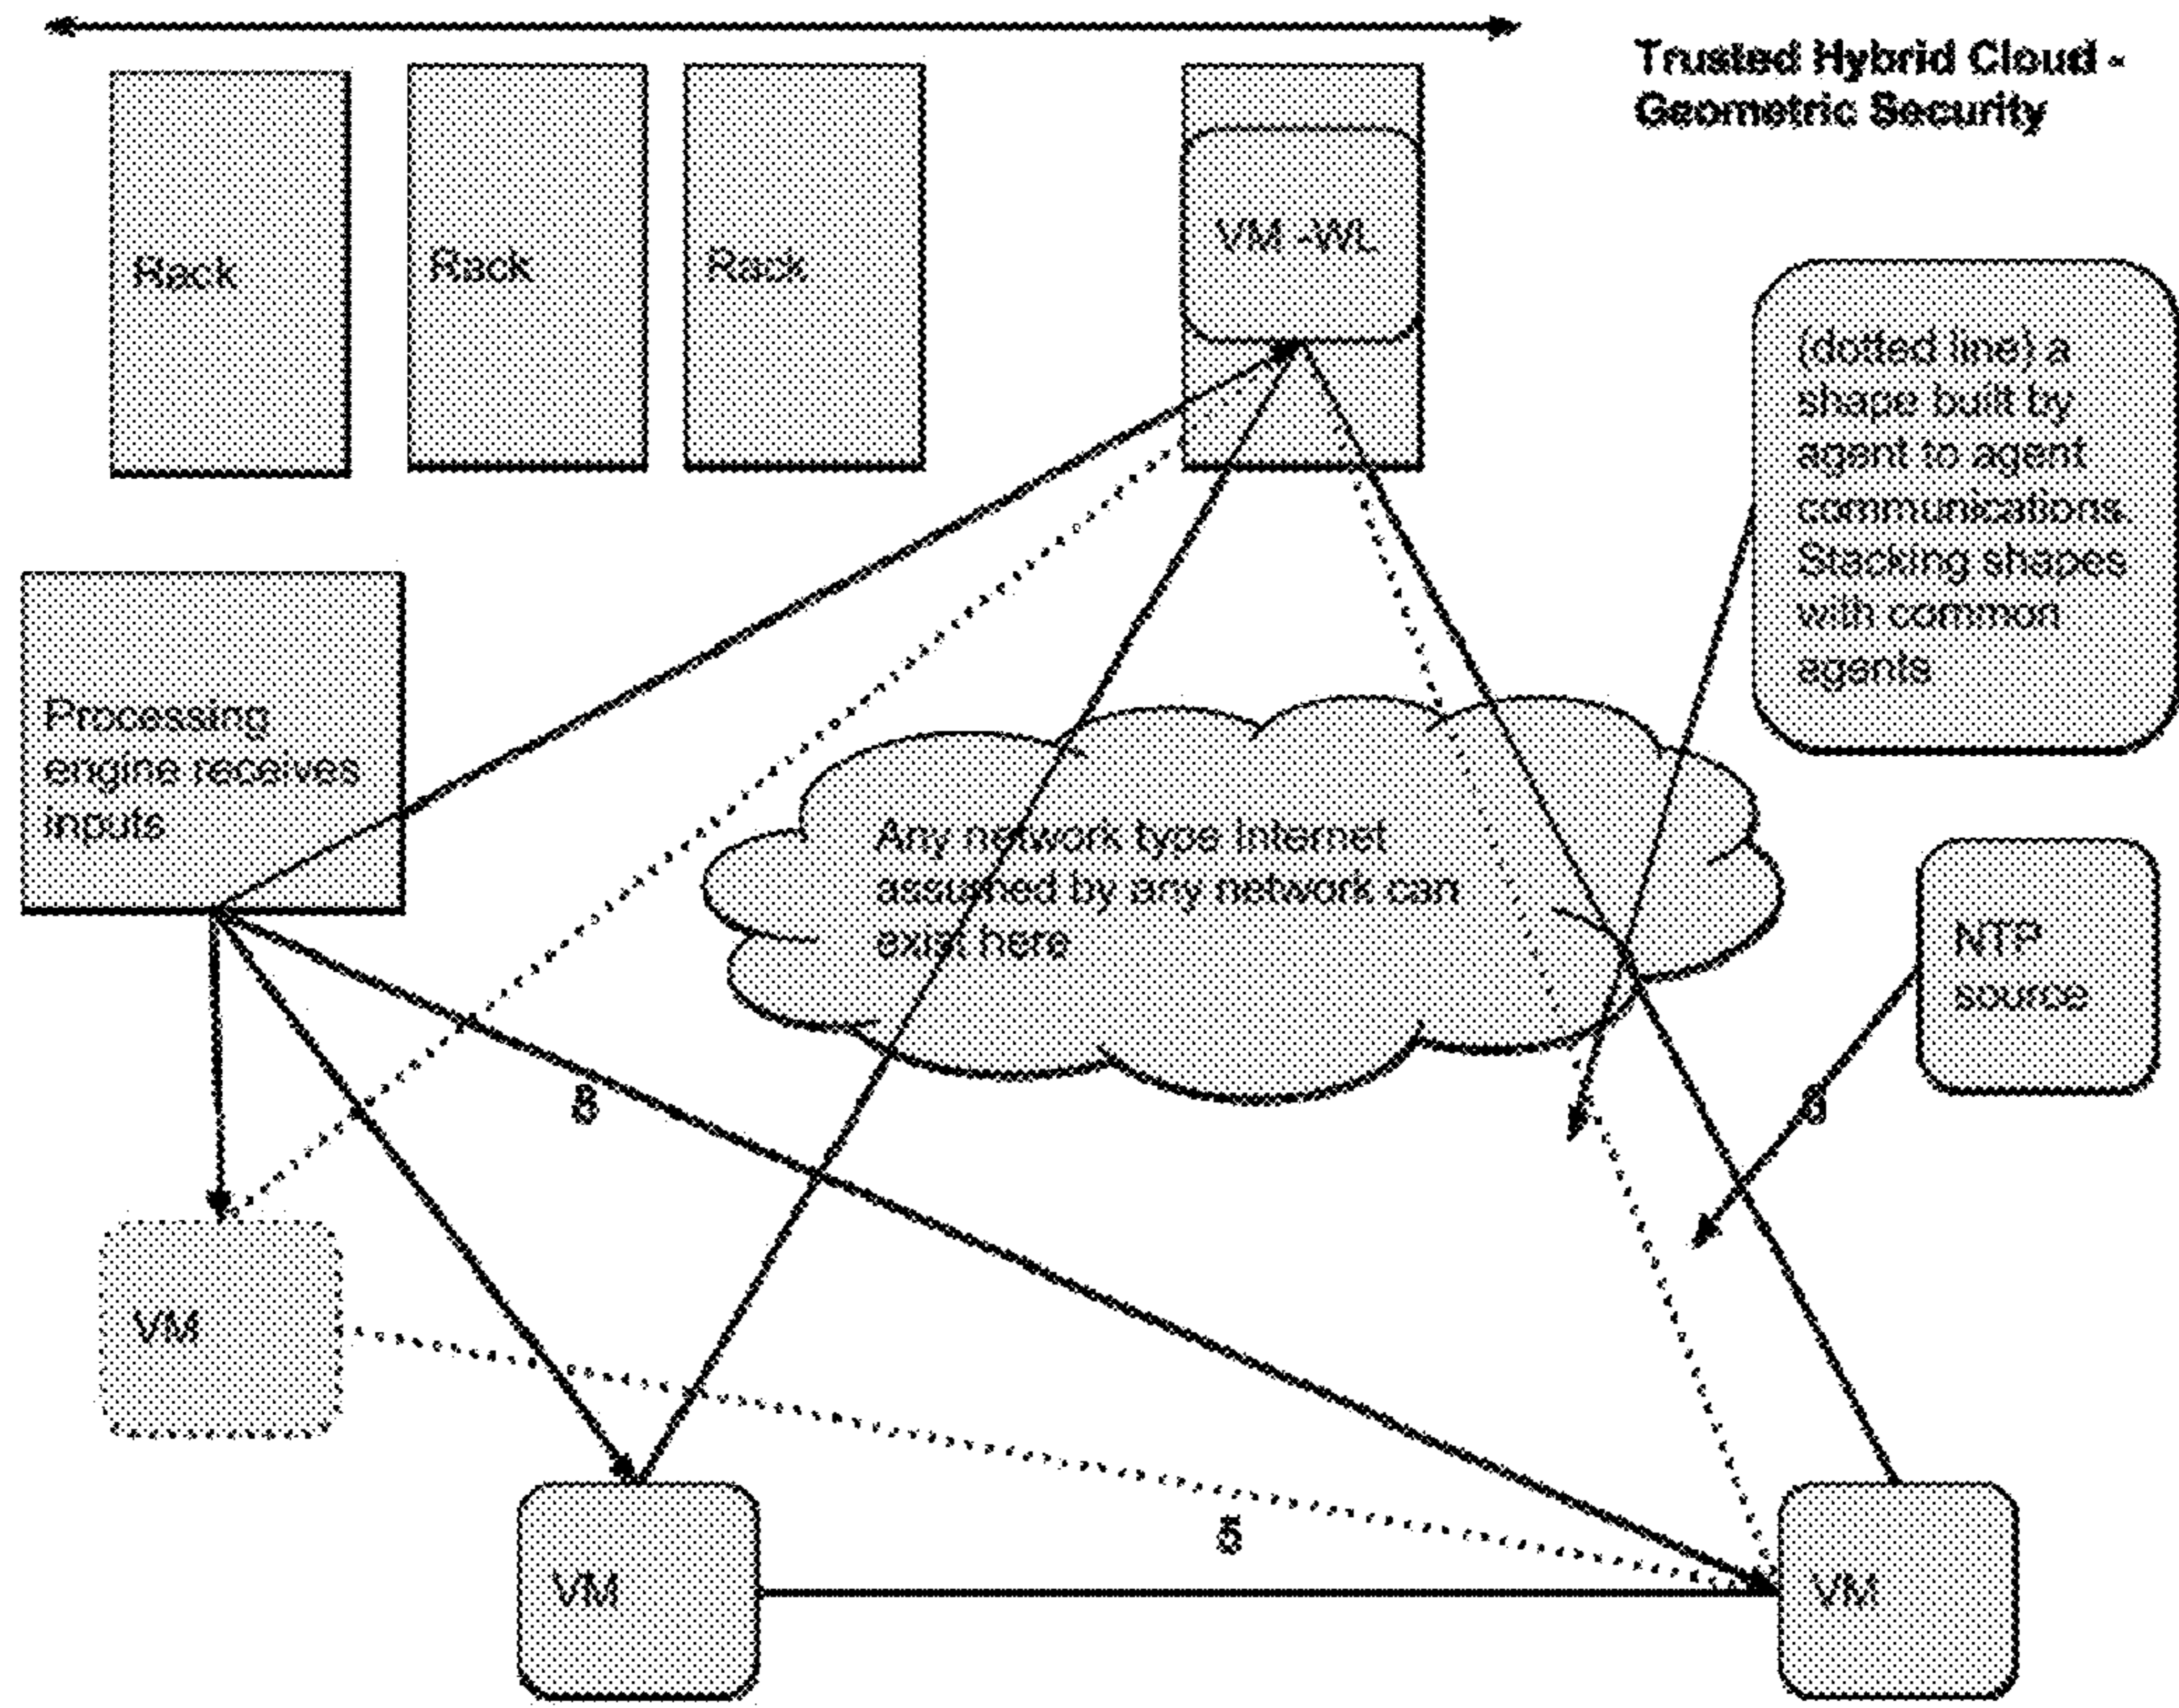 Trusted Hybrid Cloud -
Geometric Security
Rack
Rack
Rack
VM -WL
(dotted line) a
shape built by
agent to agent
communications.
Stacking shapes
with common
agents
Processing
engine receives
inputs
Any network type Internet
assumed by any network can
exist here
NTP
source
8
6
VM
5
VM
VM